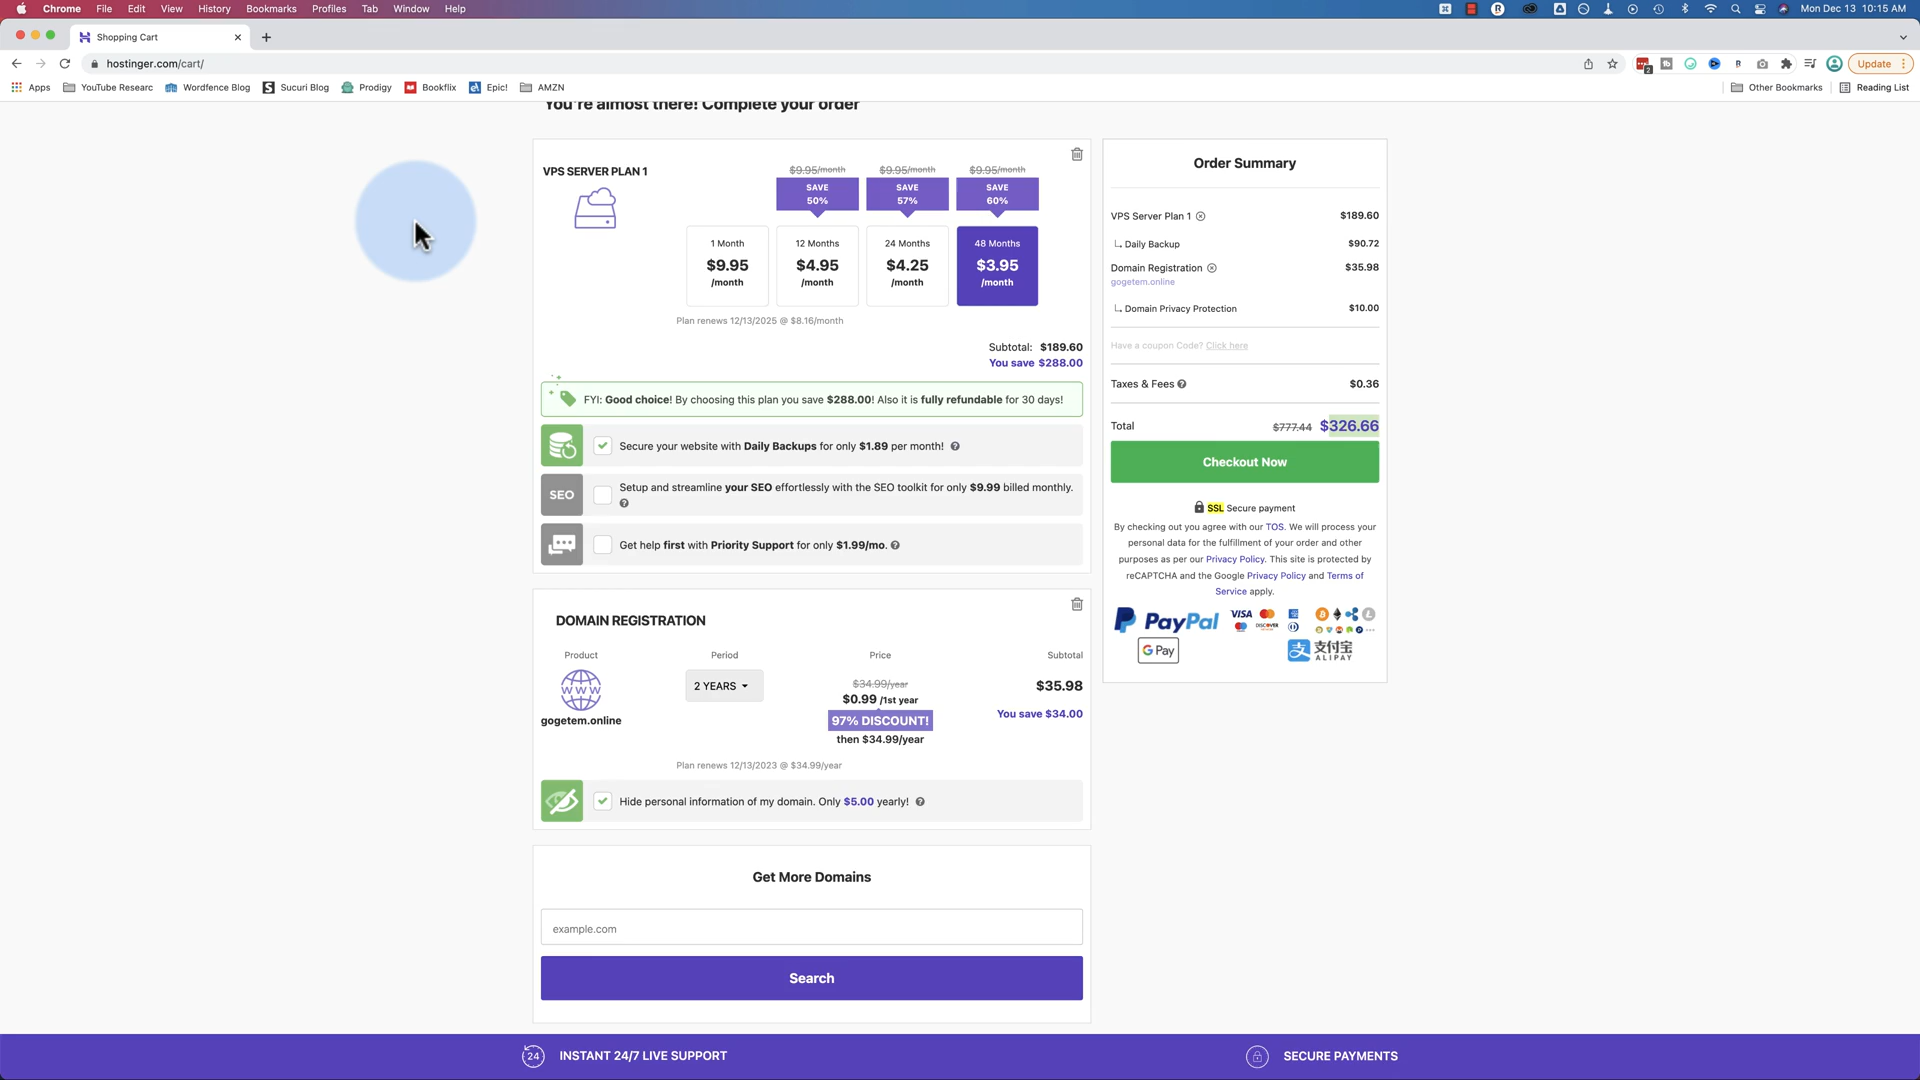 Chrome File Edit View History Bookmarks Profiles Tab Window Help
Mon Dec 13 10:15 AM
Shopping Cart
hostinger.com/cart/
2
Update
Apps YouTube Researc Wordfence Blog Sucuri Blog Prodigy Bookflix Epic! AMZN
Other Bookmarks Reading List
You're almost there! Complete your order
VPS SERVER PLAN 1
$9.95/month $9.95/month $9.95/month
SAVE 50%
SAVE 57%
SAVE 60%
1 Month
$9.95
/month
12 Months
$4.95
/month
24 Months
$4.25
/month
48 Months
$3.95
/month
Plan renews 12/13/2025 @ $8.16/month
Subtotal: $189.60
You save $288.00
FYI: Good choice! By choosing this plan you save $288.00! Also it is fully refundable for 30 days!
Secure your website with Daily Backups for only $1.89 per month! ?
SEO
Setup and streamline your SEO effortlessly with the SEO toolkit for only $9.99 billed monthly.
?
Get help first with Priority Support for only $1.99/mo. ?
DOMAIN REGISTRATION
Product Period Price Subtotal
WWW
gogetem.online
2 YEARS
$34.99/year
$0.99 /1st year
97% DISCOUNT!
then $34.99/year
$35.98
You save $34.00
Plan renews 12/13/2023 @ $34.99/year
Hide personal information of my domain. Only $5.00 yearly! ?
Get More Domains
example.com
Search
Order Summary
VPS Server Plan 1 $189.60
Daily Backup $90.72
Domain Registration $35.98
gogetem.online
Domain Privacy Protection $10.00
Have a coupon Code? Click here
Taxes & Fees ? $0.36
Total $777.44 $326.66
Checkout Now
SSL Secure payment
By checking out you agree with our TOS. We will process your
personal data for the fulfillment of your order and other
purposes as per our Privacy Policy. This site is protected by
reCAPTCHA and the Google Privacy Policy and Terms of
Service apply.
PayPal
VISA
DISCOVER
G Pay
支 支付宝
ALIPAY
24 INSTANT 24/7 LIVE SUPPORT
SECURE PAYMENTS